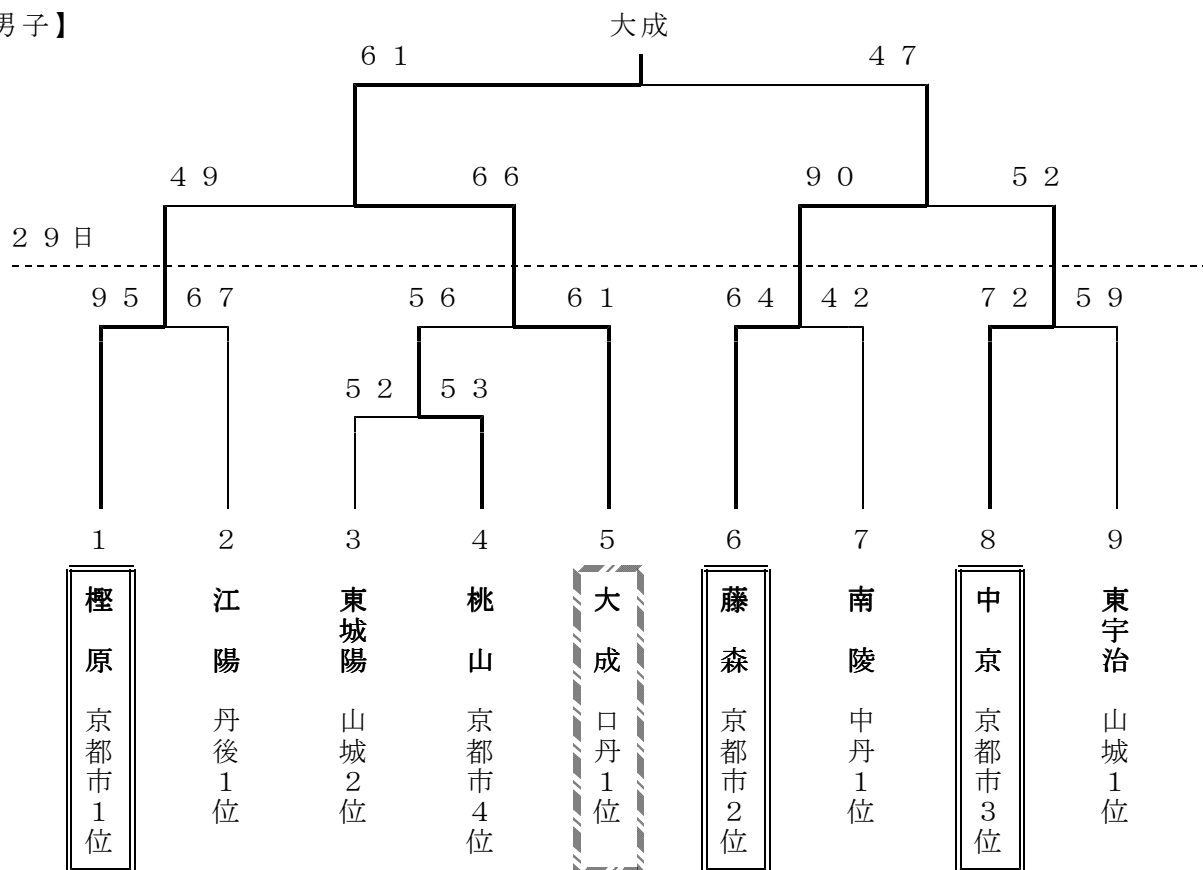 男子】
大成
６１ ４７
４９ ６６ ９０ ５２
２９日
９５ ６７ ５６ ６１ ６４ ４２ ７２ ５９
５２ ５３
１ ２ ３ ４ ５ ６ ７ ８ ９
樫原 京都市１位
江陽 丹後１位
東城陽 山城２位
桃山 京都市４位
大成 口丹１位
藤森 京都市２位
南陵 中丹１位
中京 京都市３位
東宇治 山城１位